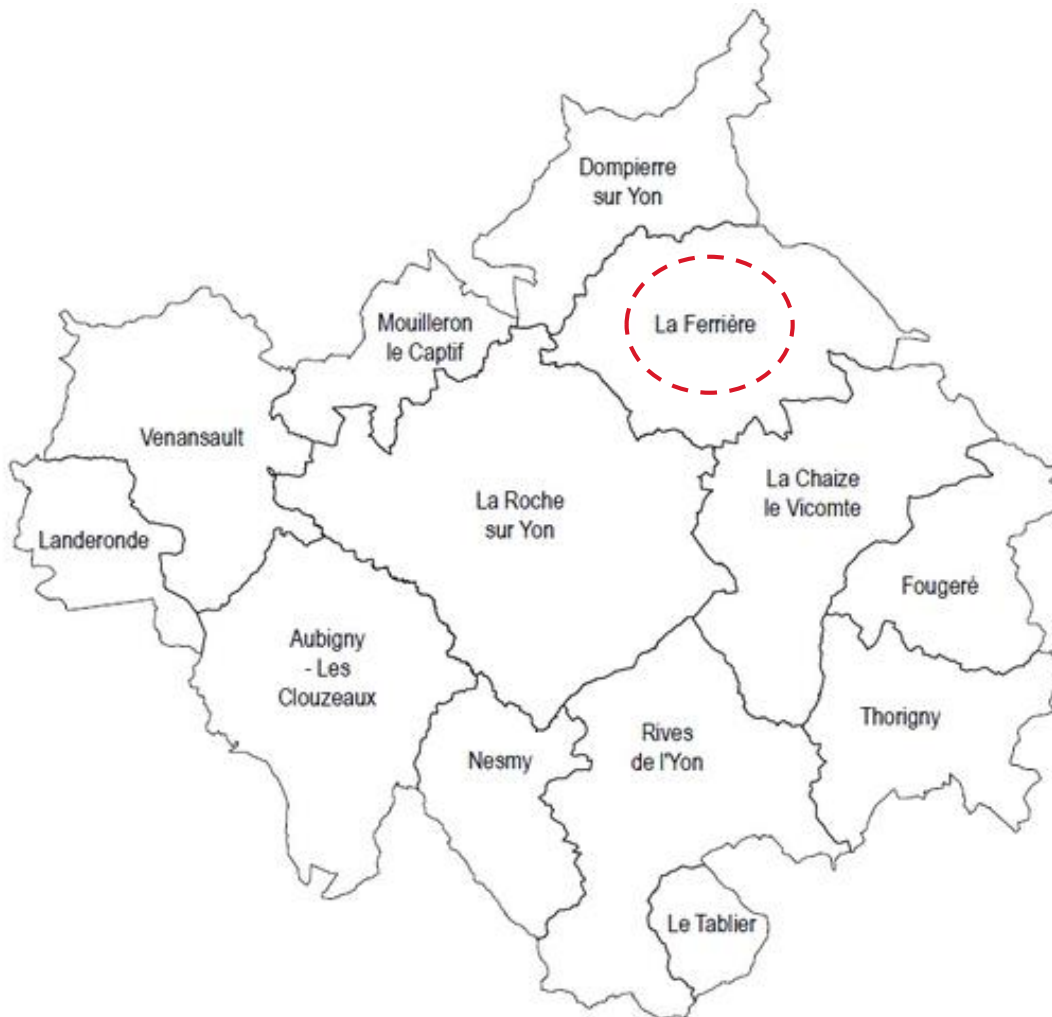 Dompierre
sur Yon
La Ferrière
Mouilleron
le Captif
Venansault
La Chaize
le Vicomte
La Roche
sur Yon
Landeronde
Fougeré
Aubigny
- Les
Clouzeaux
Thorigny
Rives
de l'Yon
Nesmy
Le Tablier